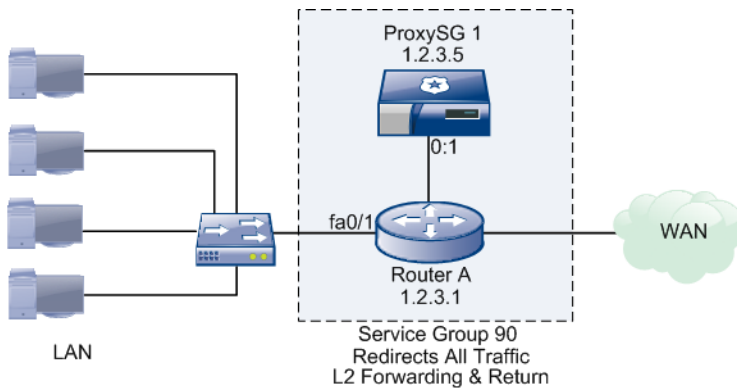 ProxySG 1
1.2.3.5
0:1
fa0/1
Router A
1.2.3.1
WAN
LAN
Service Group 90
Redirects All Traffic
L2 Forwarding & Return